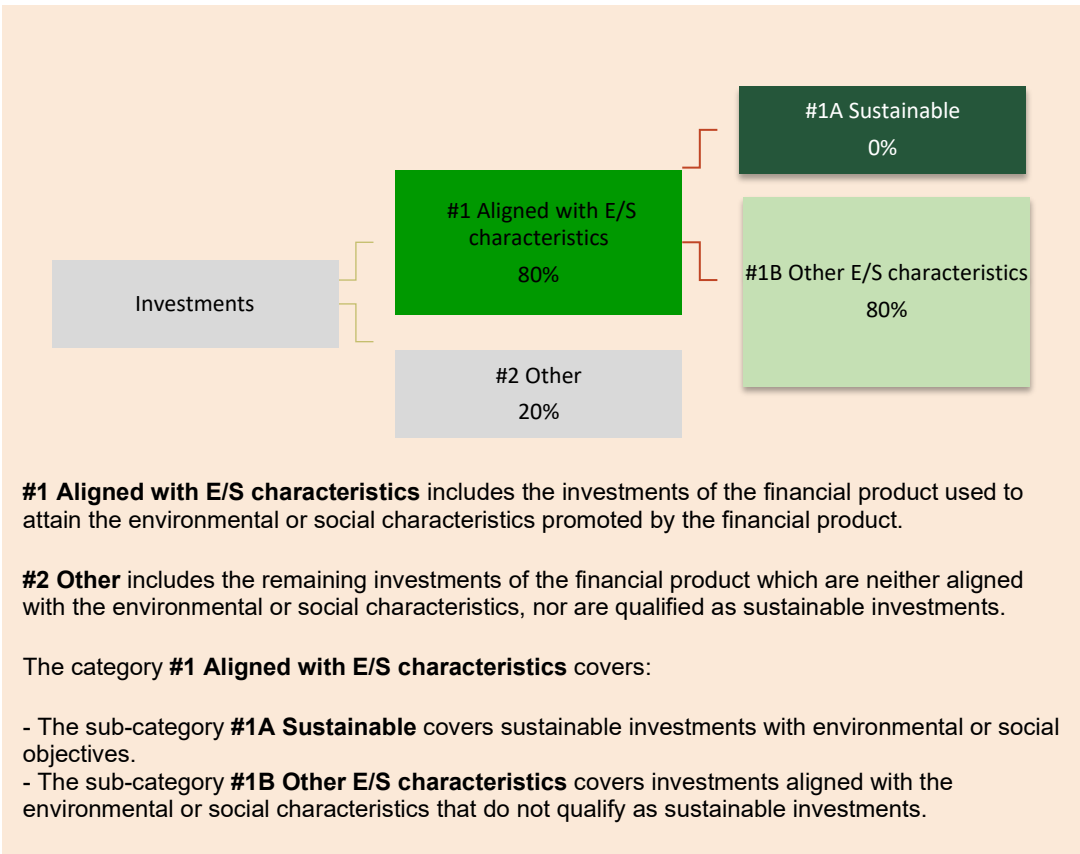 #1A Sustainable
0%
#1 Aligned with E/S
characteristics
80%
#1B Other E/S characteristics
80%
Investments
#2 Other
20%
#1 Aligned with E/S characteristics includes the investments of the financial product used to
attain the environmental or social characteristics promoted by the financial product.
#2 Other includes the remaining investments of the financial product which are neither aligned
with the environmental or social characteristics, nor are qualified as sustainable investments.
The category #1 Aligned with E/S characteristics covers:
- The sub-category #1A Sustainable covers sustainable investments with environmental or social
objectives.
- The sub-category #1B Other E/S characteristics covers investments aligned with the
environmental or social characteristics that do not qualify as sustainable investments.